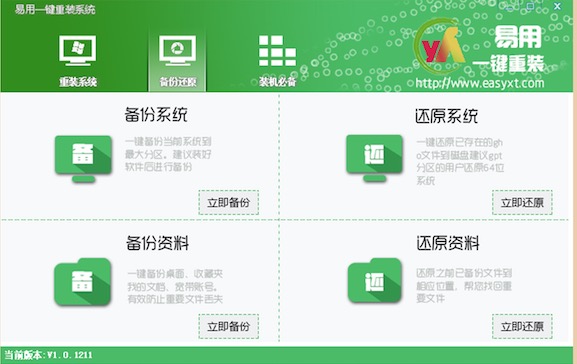 易用一键重装系统
重装系统
备份还原
装机必备
易用
一键重装
http://www.easyxt.com
备份系统
备
一键备份当前系统到
最大分区。建议装好
软件后进行备份
立即备份
还原系统
还
一键还原已存在的gh
o文件到磁盘建议gpt
分区的用户还原64位
系统
立即还原
备份资料
备
一键备份桌面、收藏夹
我的文档、宽带账号。
有效防止重要文件丢失
立即备份
还原资料
还
还原之前已备份文件到
相应位置，帮您找回重
要文件
立即还原
当前版本:V1.0.1211